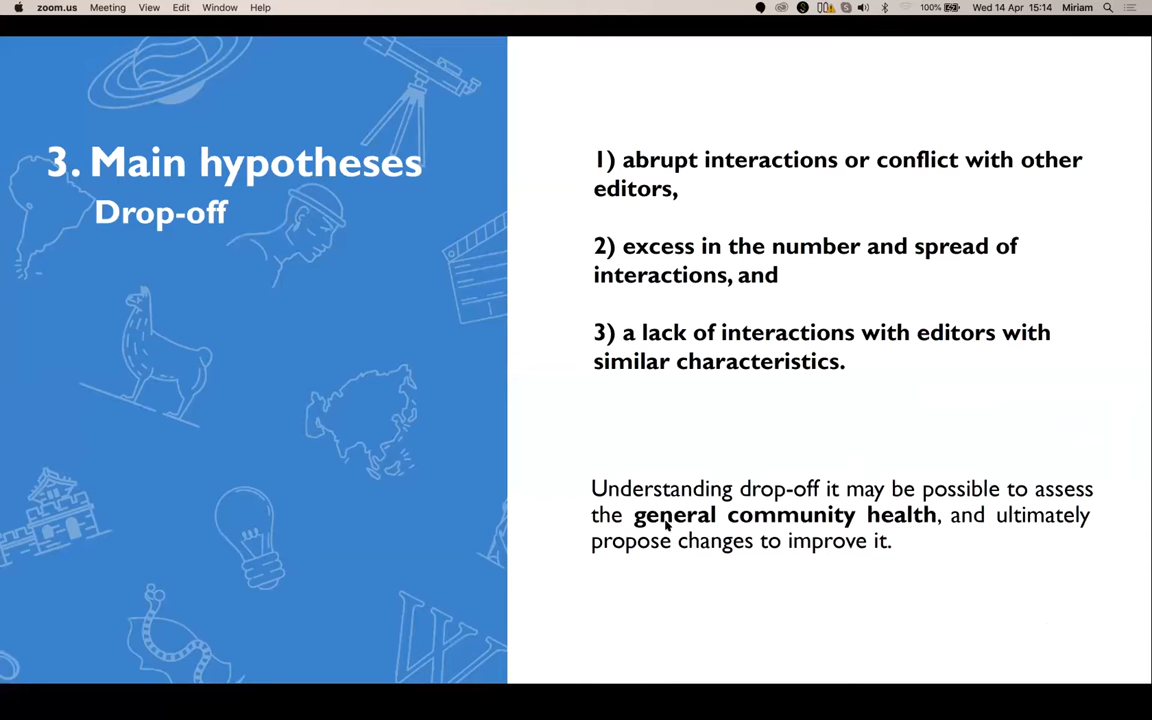 zoom.us Meeting View Edit Window Help 100% Wed 14 Apr 15:14 Miriam
3. Main hypotheses
Drop-off
1) abrupt interactions or conflict with other
editors,
2) excess in the number and spread of
interactions, and
3) a lack of interactions with editors with
similar characteristics.
Understanding drop-off it may be possible to assess
the general community health, and ultimately
propose changes to improve it.
W